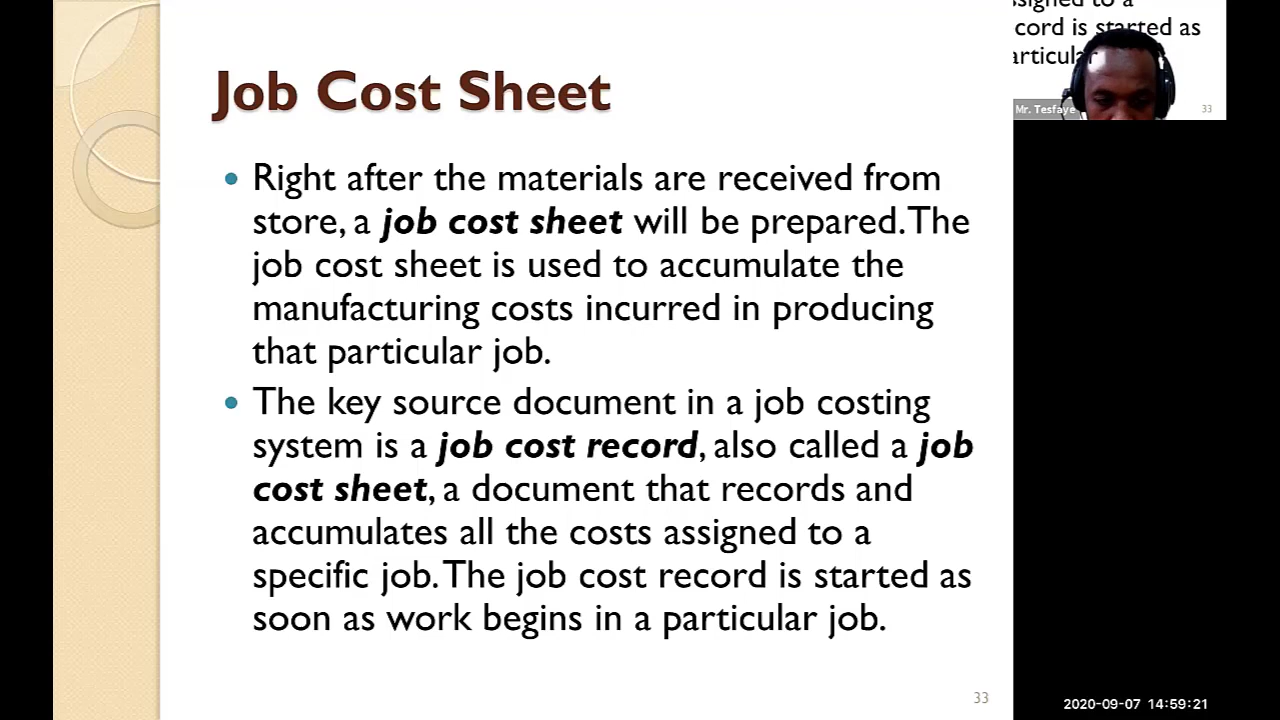 Job Cost Sheet
Right after the materials are received from
store, a job cost sheet will be prepared. The
job cost sheet is used to accumulate the
manufacturing costs incurred in producing
that particular job.
The key source document in a job costing
system is a job cost record, also called a job
cost sheet, a document that records and
accumulates all the costs assigned to a
specific job. The job cost record is started as
soon as work begins in a particular job.
33
ssigned to a
cord is started as
articular
Mr. Tesfaye
33
2020-09-07 14:59:21